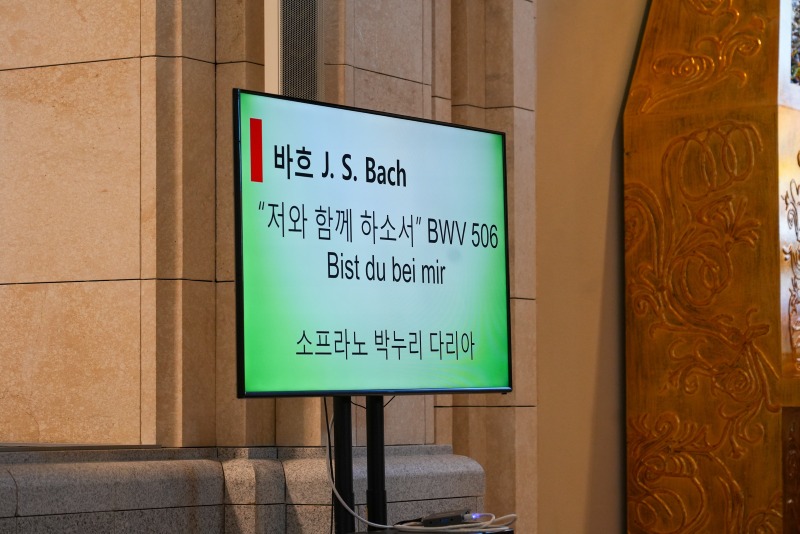 바흐 J. S. Bach
“저와 함께 하소서” BWV 506
Bist du bei mir
소프라노 박누리 다리아